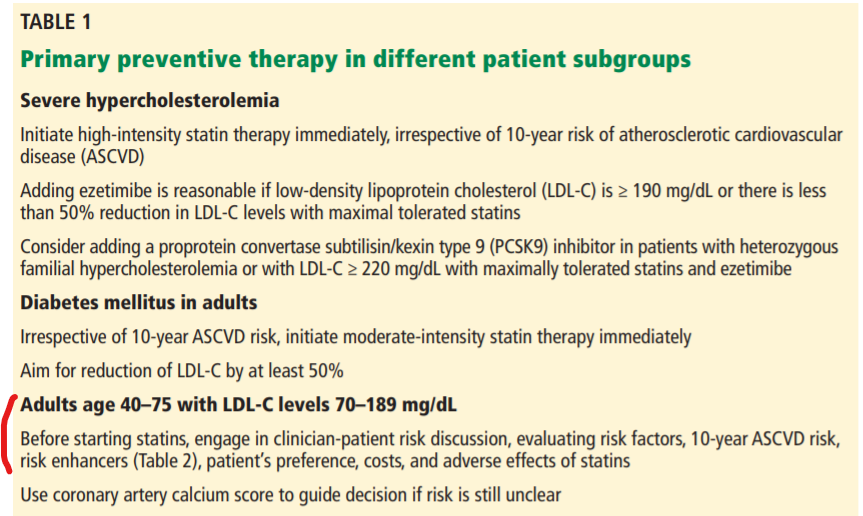 TABLE 1
Primary preventive therapy in different patient subgroups
Severe hypercholesterolemia
Initiate high-intensity statin therapy immediately, irrespective of 10-year risk of atherosclerotic cardiovascular
disease (ASCVD)
Adding ezetimibe is reasonable if low-density lipoprotein cholesterol (LDL-C) is ≥ 190 mg/dL or there is less
than 50% reduction in LDL-C levels with maximal tolerated statins
Consider adding a proprotein convertase subtilisin/kexin type 9 (PCSK9) inhibitor in patients with heterozygous
familial hypercholesterolemia or with LDL-C ≥ 220 mg/dL with maximally tolerated statins and ezetimibe
Diabetes mellitus in adults
Irrespective of 10-year ASCVD risk, initiate moderate-intensity statin therapy immediately
Aim for reduction of LDL-C by at least 50%
Adults age 40–75 with LDL-C levels 70–189 mg/dL
Before starting statins, engage in clinician-patient risk discussion, evaluating risk factors, 10-year ASCVD risk,
risk enhancers (Table 2), patient’s preference, costs, and adverse effects of statins
Use coronary artery calcium score to guide decision if risk is still unclear